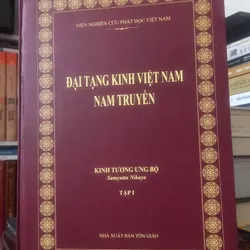 VIỆN NGHIÊN CỨU PHẬT HỌC VIỆT NAM
ĐẠI TẠNG KINH VIỆT NAM
NAM TRUYỀN
KINH TƯƠNG ƯNG BỘ
Samyutta Nikaya
TẬP I
NHÀ XUẤT BẢN TÔN GIÁO